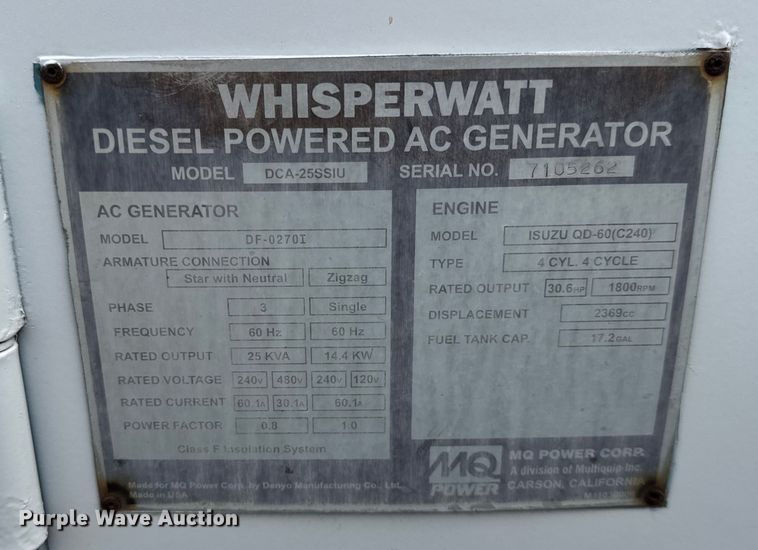 WHISPERWATT
DIESEL POWERED AC GENERATOR
MODEL DCA-25SSIU SERIAL NO. 7105262
AC GENERATOR
MODEL DF-0270I
ARMATURE CONNECTION
Star with Neutral Zigzag
PHASE 3 Single
FREQUENCY 60 Hz 60 Hz
RATED OUTPUT 25 KVA 14.4 KW
RATED VOLTAGE 240V 480V 240V 120V
RATED CURRENT 60.1A 30.1A 60.1A
POWER FACTOR 0.8 1.0
Class F Insolation System
ENGINE
MODEL ISUZU QD-60(C240)
TYPE 4 CYL. 4 CYCLE
RATED OUTPUT 30.6HP 1800RPM
DISPLACEMENT 2369CC
FUEL TANK CAP. 17.2GAL
MQ POWER
MQ POWER CORP.
A division of Multiquip Inc.
CARSON, CALIFORNIA
Made for MQ Power Corp. by Denyo Manufacturing Co., Ltd.
Made in USA
Purple Wave Auction